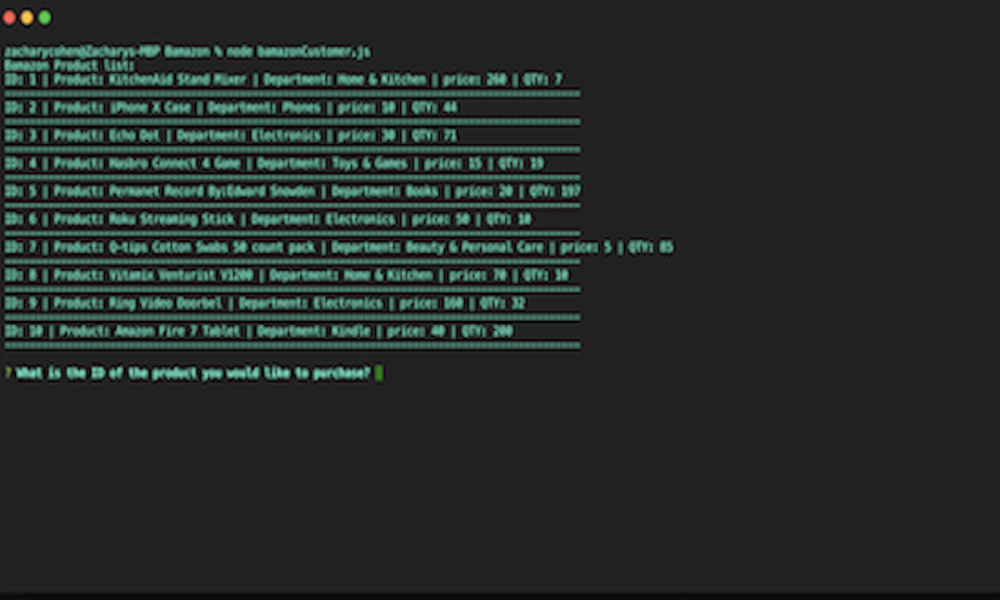 zacharycohen@Zacharys-MBP Bamazon % node bamazonCustomer.js
Bamazon Product list:
ID: 1 | Product: KitchenAid Stand Mixer | Department: Home & Kitchen | price: 260 | QTY: 7
================================================================================
ID: 2 | Product: iPhone X Case | Department: Phones | price: 10 | QTY: 44
================================================================================
ID: 3 | Product: Echo Dot | Department: Electronics | price: 30 | QTY: 71
================================================================================
ID: 4 | Product: Hasbro Connect 4 Game | Department: Toys & Games | price: 15 | QTY: 19
================================================================================
ID: 5 | Product: Permanet Record By:Edward Snowden | Department: Books | price: 20 | QTY: 197
================================================================================
ID: 6 | Product: Roku Streaming Stick | Department: Electronics | price: 50 | QTY: 10
================================================================================
ID: 7 | Product: Q-tips Cotton Swabs 50 count pack | Department: Beauty & Personal Care | price: 5 | QTY: 85
================================================================================
ID: 8 | Product: Vitamix Venturist V1200 | Department: Home & Kitchen | price: 70 | QTY: 10
================================================================================
ID: 9 | Product: Ring Video Doorbel | Department: Electronics | price: 160 | QTY: 32
================================================================================
ID: 10 | Product: Amazon Fire 7 Tablet | Department: Kindle | price: 40 | QTY: 200
================================================================================
? What is the ID of the product you would like to purchase?